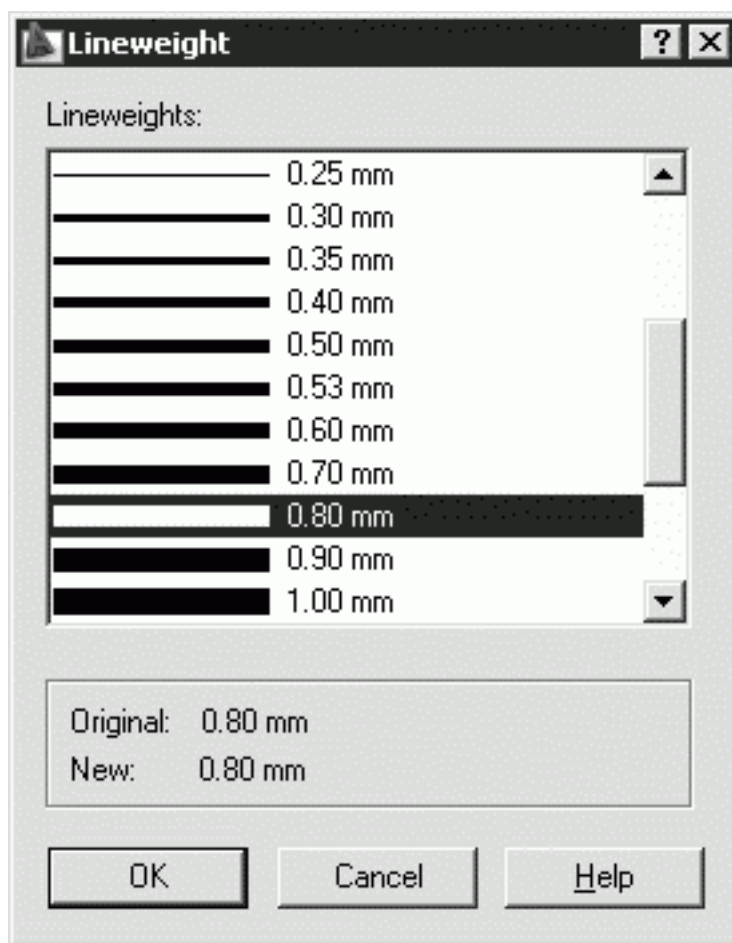 Lineweight
Lineweights:
0.25 mm
0.30 mm
0.35 mm
0.40 mm
0.50 mm
0.53 mm
0.60 mm
0.70 mm
0.80 mm
0.90 mm
1.00 mm
Original: 0.80 mm
New: 0.80 mm
OK Cancel Help